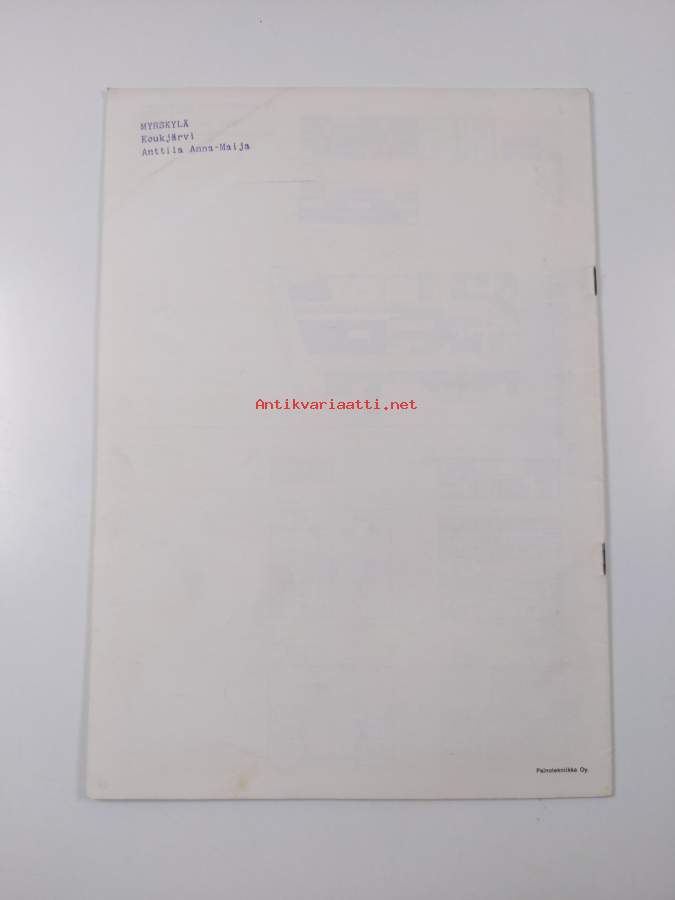 MYRSKYLÄ
Koukjärvi
Anttila Anna-Maija
Antikvariaatti.net
Painotekniikka Oy.